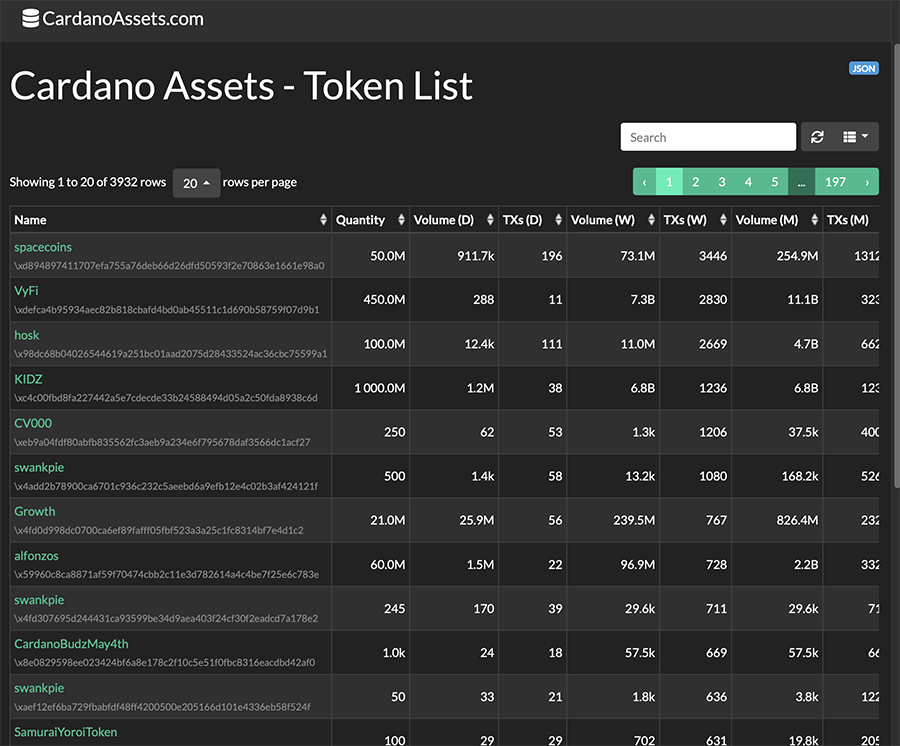 CardanoAssets.com
JSON
Cardano Assets - Token List
Search
Showing 1 to 20 of 3932 rows 20 rows per page
‹ 1 2 3 4 5 ... 197 ›
Name Quantity Volume (D) TXs (D) Volume (W) TXs (W) Volume (M) TXs (M)
spacecoins
\xd894897411707efa755a76deb66d26dfd50593f2e70863e1661e98a0
50.0M 911.7k 196 73.1M 3446 254.9M 1312
VyFi
\xdefca4b95934aec82b818cbafd4bd0ab45511c1d690b58759f07d9b1
450.0M 288 11 7.3B 2830 11.1B 323
hosk
\x98dc68b04026544619a251bc01aad2075d28433524ac36cbc75599a1
100.0M 12.4k 111 11.0M 2669 4.7B 662
KIDZ
\xc4c00fbd8fa227442a5e7cdecde33b24588494d05a2c50fda8938c6d
1 000.0M 1.2M 38 6.8B 1236 6.8B 123
CV000
\xeb9a04fdf80abfb835562fc3aeb9a234e6f795678daf3566dc1acf27
250 62 53 1.3k 1206 37.5k 400
swankpie
\x4add2b78900ca6701c936c232c5aeebd6a9efb12e4c02b3af424121f
500 1.4k 58 13.2k 1080 168.2k 526
Growth
\x4fd0d998dc0700ca6ef89fafff05fbf523a3a25c1fc8314bf7e4d1c2
21.0M 25.9M 56 239.5M 767 826.4M 232
alfonzos
\x59960c8ca8871af59f70474cbb2c11e3d782614a4c4be7f25e6c783e
60.0M 1.5M 22 96.9M 728 2.2B 332
swankpie
\x4fd307695d244431ca93599be34d9aea403f24cf30f2eadcd7a178e2
245 170 39 29.6k 711 29.6k 71
CardanoBudzMay4th
\x8e0829598ee023424bf6a8e178c2f10c5e51f0fbc8316eacdbd42af0
1.0k 24 18 57.5k 669 57.5k 66
swankpie
\xaef12ef6ba729fbabfdf48ff4200500e205166d101e4336eb58f524f
50 33 21 1.8k 636 3.8k 122
SamuraiYoroiToken
100 29 29 702 631 19.8k 205